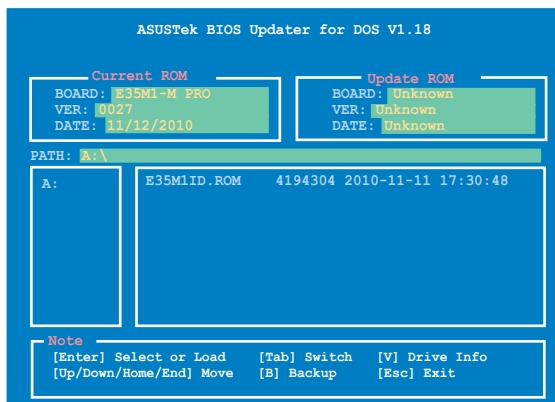 ASUSTek BIOS Updater for DOS V1.18
Current ROM
BOARD: E35M1-M PRO
VER: 0027
DATE: 11/12/2010
Update ROM
BOARD: Unknown
VER: Unknown
DATE: Unknown
PATH: A:\
A:
E35M1ID.ROM 4194304 2010-11-11 17:30:48
Note
[Enter] Select or Load [Tab] Switch [V] Drive Info
[Up/Down/Home/End] Move [B] Backup [Esc] Exit